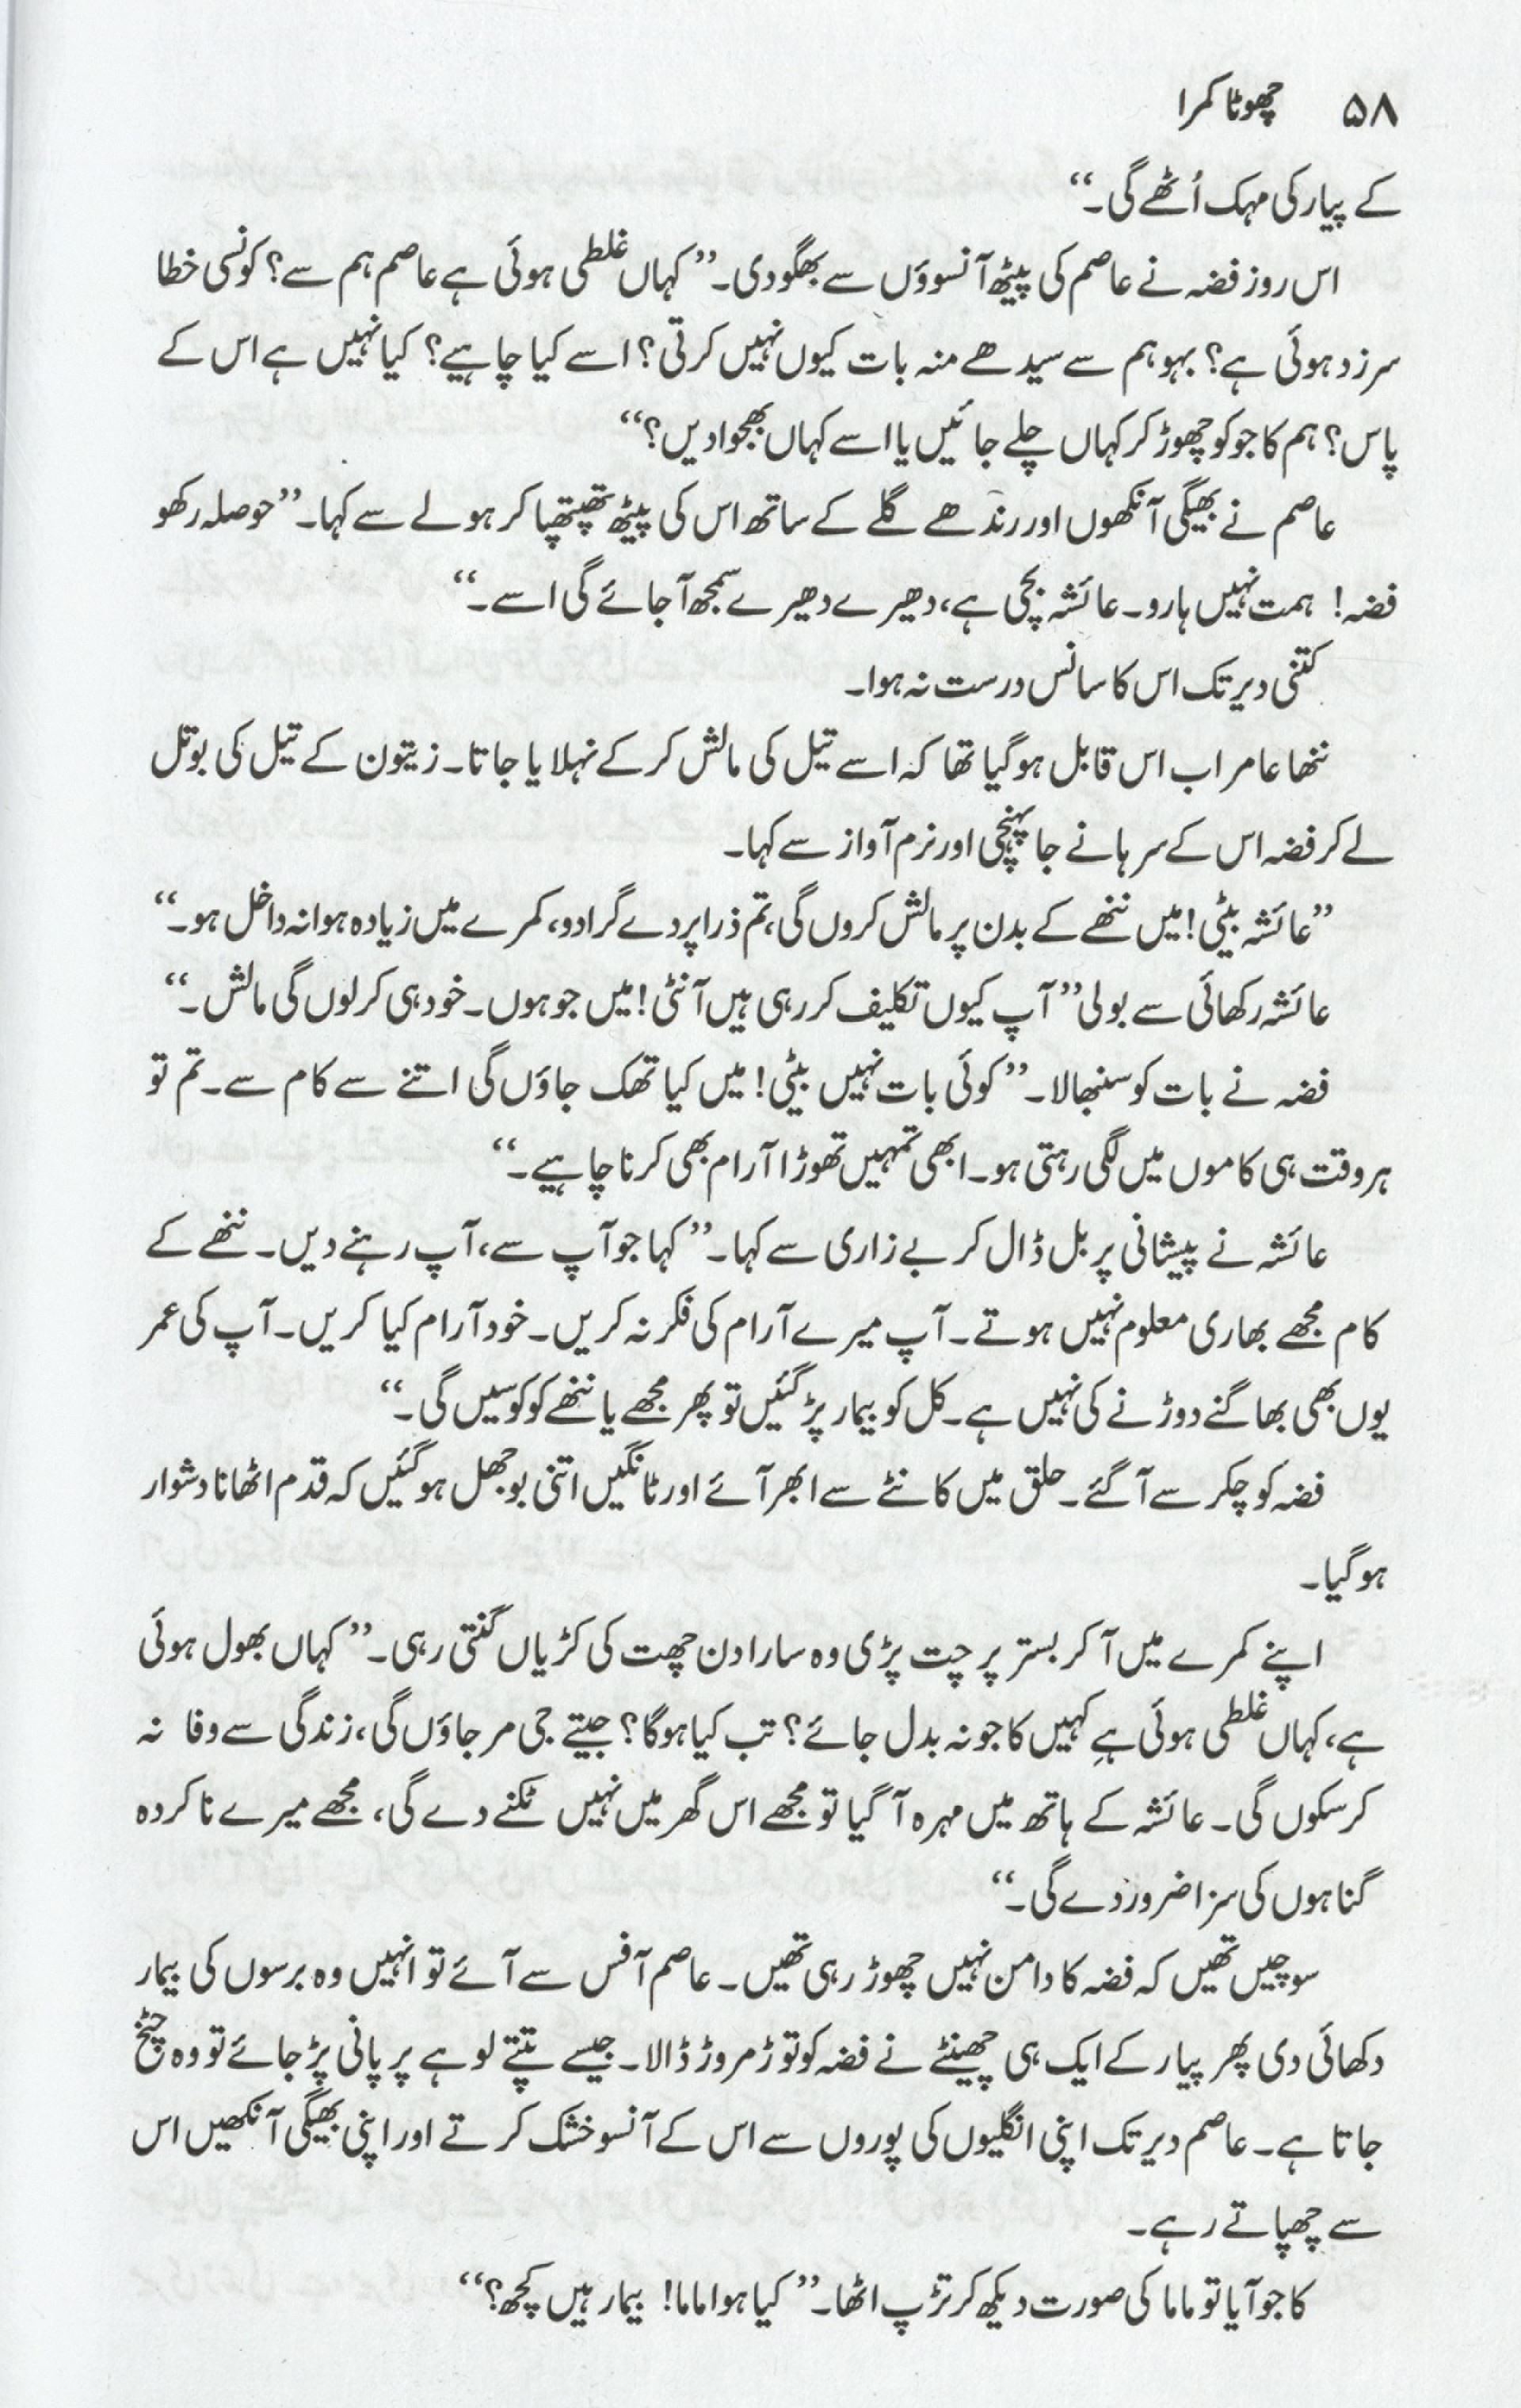 ۵۸ چھوٹا کمرا
کے پیار کی مہک اُٹھے گی۔‘‘
اس روز فضہ نے عاصم کی پیٹھ آنسوؤں سے بھگو دی۔ ’’کہاں غلطی ہوئی ہے عاصم ہم سے؟ کونسی خطا
سرزد ہوئی ہے؟ بہو ہم سے سیدھے منہ بات کیوں نہیں کرتی؟ اسے کیا چاہیے؟ کیا نہیں ہے اس کے
پاس؟ ہم کاجو کو چھوڑ کر کہاں چلے جائیں یا اسے کہاں بھجوا دیں؟‘‘
عاصم نے بھیگی آنکھوں اور رندھے گلے کے ساتھ اس کی پیٹھ تھپتھپا کر ہولے سے کہا۔ ’’حوصلہ رکھو
فضہ! ہمت نہیں ہارو۔ عائشہ بچی ہے، دھیرے دھیرے سمجھ آ جائے گی اسے۔‘‘
کتنی دیر تک اس کا سانس درست نہ ہوا۔
ننھا عامر اب اس قابل ہو گیا تھا کہ اسے تیل کی مالش کر کے نہلایا جاتا۔ زیتون کے تیل کی بوتل
لے کر فضہ اس کے سرہانے جا پہنچی اور نرم آواز سے کہا۔
’’عائشہ بیٹی! میں ننھے کے بدن پر مالش کروں گی، تم ذرا پردے گرا دو، کمرے میں زیادہ ہوا نہ داخل ہو۔‘‘
عائشہ رکھائی سے بولی ’’آپ کیوں تکلیف کر رہی ہیں آنٹی! میں جو ہوں۔ خود ہی کر لوں گی مالش۔‘‘
فضہ نے بات کو سنبھالا۔ ’’کوئی بات نہیں بیٹی! میں کیا تھک جاؤں گی اتنے سے کام سے۔ تم تو
ہر وقت ہی کاموں میں لگی رہتی ہو۔ ابھی تمہیں تھوڑا آرام بھی کرنا چاہیے۔‘‘
عائشہ نے پیشانی پر بل ڈال کر بے زاری سے کہا۔ ’’کہا جو آپ سے، آپ رہنے دیں۔ ننھے کے
کام مجھے بھاری معلوم نہیں ہوتے۔ آپ میرے آرام کی فکر نہ کریں۔ خود آرام کیا کریں۔ آپ کی عمر
یوں بھی بھاگنے دوڑنے کی نہیں ہے۔ کل کو بیمار پڑ گئیں تو پھر مجھے یا ننھے کو کوسیں گی۔‘‘
فضہ کو چکر سے آ گئے۔ حلق میں کانٹے سے ابھر آئے اور ٹانگیں اتنی بوجھل ہو گئیں کہ قدم اٹھانا دشوار
ہو گیا۔
اپنے کمرے میں آ کر بستر پر چت پڑی وہ سارا دن چھت کی کڑیاں گنتی رہی۔ ’’کہاں بھول ہوئی
ہے، کہاں غلطی ہوئی ہے کہیں کاجو نہ بدل جائے؟ تب کیا ہوگا؟ جیتے جی مر جاؤں گی، زندگی سے وفا نہ
کر سکوں گی۔ عائشہ کے ہاتھ میں مہرہ آ گیا تو مجھے اس گھر میں نہیں ٹکنے دے گی، مجھے میرے ناکردہ
گناہوں کی سزا ضرور دے گی۔‘‘
سوچیں تھیں کہ فضہ کا دامن نہیں چھوڑ رہی تھیں۔ عاصم آفس سے آئے تو انہیں وہ برسوں کی بیمار
دکھائی دی پھر پیار کے ایک ہی چھینٹے نے فضہ کو توڑ مروڑ ڈالا۔ جیسے تپتے لوہے پر پانی پڑ جائے تو وہ چٹخ
جاتا ہے۔ عاصم دیر تک اپنی انگلیوں کی پوروں سے اس کے آنسو خشک کرتے اور اپنی بھیگی آنکھیں اس
سے چھپاتے رہے۔
کاجو آیا تو ماما کی صورت دیکھ کر تڑپ اٹھا۔ ’’کیا ہوا ماما! بیمار ہیں کچھ؟‘‘